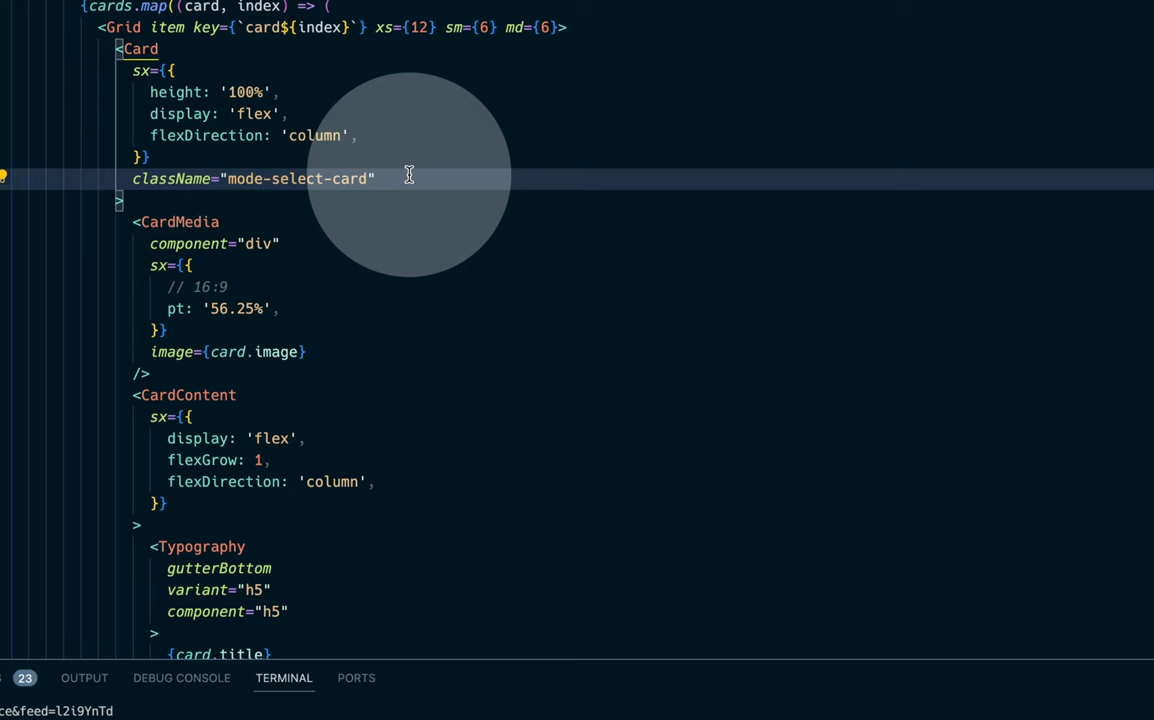 {cards.map((card, index) => (
<Grid item key={`card${index}`} xs={12} sm={6} md={6}>
<Card
sx={{
height: '100%',
display: 'flex',
flexDirection: 'column',
}}
className="mode-select-card"
>
<CardMedia
component="div"
sx={{
// 16:9
pt: '56.25%',
}}
image={card.image}
/>
<CardContent
sx={{
display: 'flex',
flexGrow: 1,
flexDirection: 'column',
}}
>
<Typography
gutterBottom
variant="h5"
component="h5"
>
{card.title}
23 OUTPUT DEBUG CONSOLE TERMINAL PORTS
ce&feed=l2i9YnTd